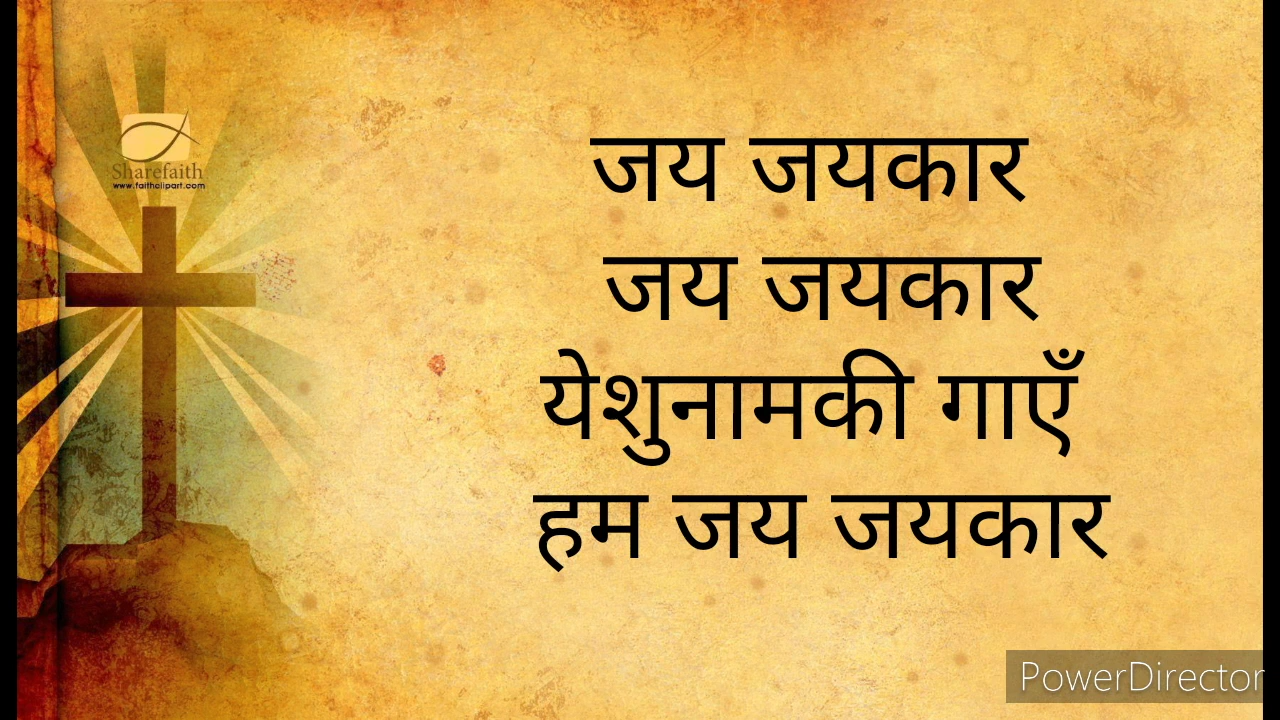 Sharefaith
www.faithclipart.com
जय जयकार
जय जयकार
येशुनामकी गाएँ
हम जय जयकार
PowerDirector